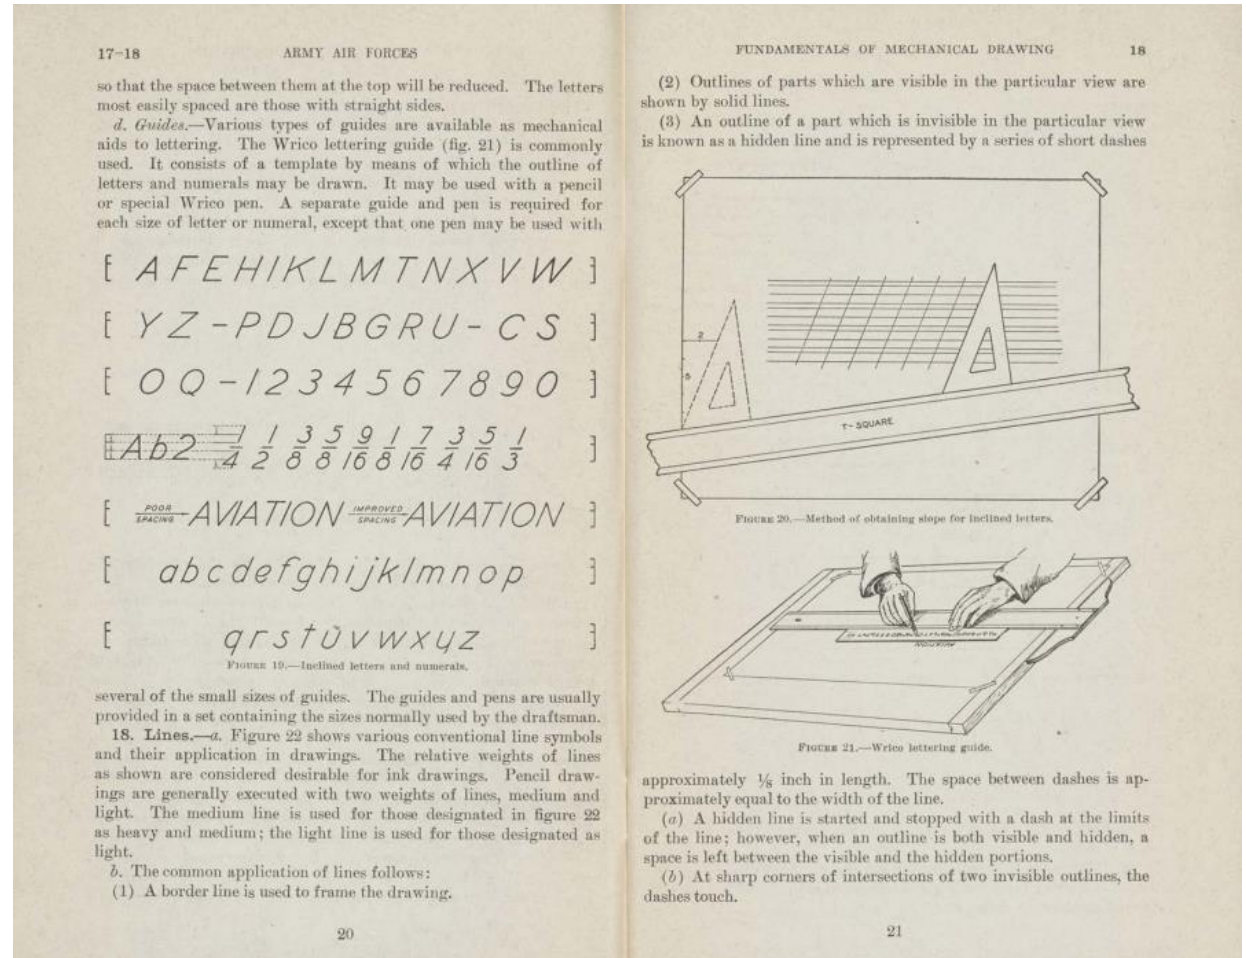 17-18 ARMY AIR FORCES
so that the space between them at the top will be reduced. The letters
most easily spaced are those with straight sides.
d. Guides.—Various types of guides are available as mechanical
aids to lettering. The Wrico lettering guide (fig. 21) is commonly
used. It consists of a template by means of which the outline of
letters and numerals may be drawn. It may be used with a pencil
or special Wrico pen. A separate guide and pen is required for
each size of letter or numeral, except that one pen may be used with
A F E H I K L M T N X V W
Y Z - P D J B G R U - C S
O Q - 1 2 3 4 5 6 7 8 9 0
Ab2 1/4 1/2 3/8 5/8 9/16 1/8 7/16 3/4 5/16 1/3
POOR SPACING AVIATION IMPROVED SPACING AVIATION
a b c d e f g h i j k l m n o p
q r s t u v w x y z
FIGURE 19.—Inclined letters and numerals.
several of the small sizes of guides. The guides and pens are usually
provided in a set containing the sizes normally used by the draftsman.
18. Lines.—a. Figure 22 shows various conventional line symbols
and their application in drawings. The relative weights of lines
as shown are considered desirable for ink drawings. Pencil draw-
ings are generally executed with two weights of lines, medium and
light. The medium line is used for those designated in figure 22
as heavy and medium; the light line is used for those designated as
light.
b. The common application of lines follows:
(1) A border line is used to frame the drawing.
20
FUNDAMENTALS OF MECHANICAL DRAWING 18
(2) Outlines of parts which are visible in the particular view are
shown by solid lines.
(3) An outline of a part which is invisible in the particular view
is known as a hidden line and is represented by a series of short dashes
2
5
T-SQUARE
FIGURE 20.—Method of obtaining slope for inclined letters.
FIGURE 21.—Wrico lettering guide.
approximately ⅛ inch in length. The space between dashes is ap-
proximately equal to the width of the line.
(a) A hidden line is started and stopped with a dash at the limits
of the line; however, when an outline is both visible and hidden, a
space is left between the visible and the hidden portions.
(b) At sharp corners of intersections of two invisible outlines, the
dashes touch.
21